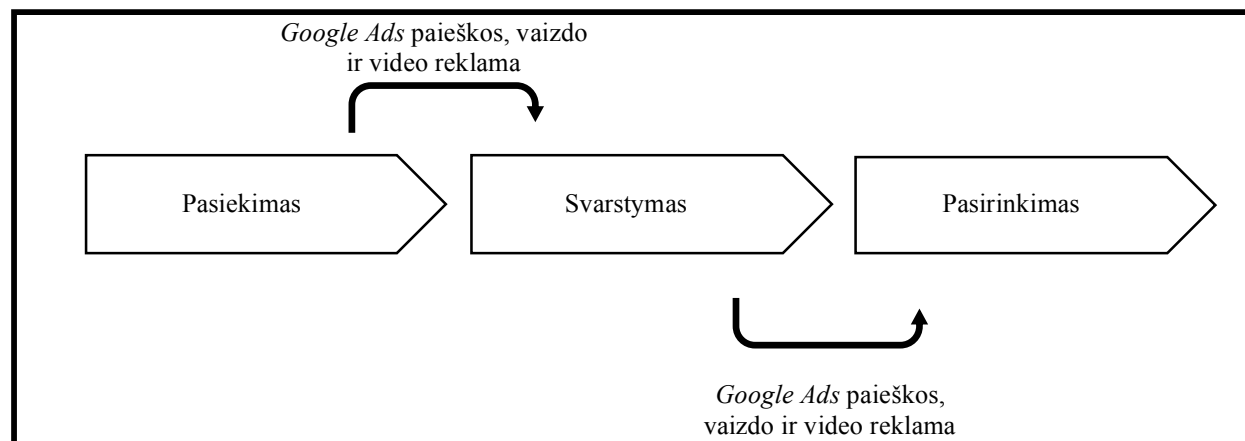 Google Ads paieškos, vaizdo
ir video reklama
Pasiekimas
Svarstymas
Pasirinkimas
Google Ads paieškos,
vaizdo ir video reklama